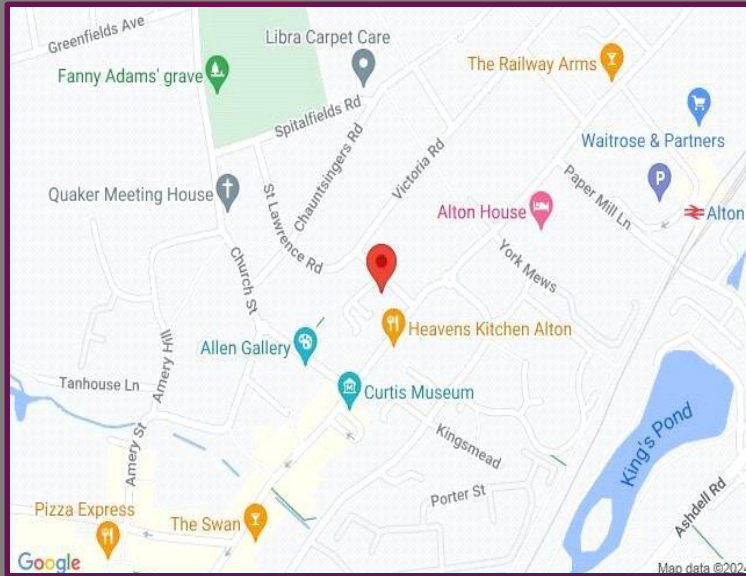 Greenfields Ave
Libra Carpet Care
The Railway Arms
Fanny Adams' grave
Spitalfields Rd
Waitrose & Partners
Chauntsingers Rd
Victoria Rd
Quaker Meeting House
St Lawrence Rd
Alton House
Paper Mill Ln
P
Alton
York Mews
Church St
Heavens Kitchen Alton
Allen Gallery
Amery Hill
Tanhouse Ln
Curtis Museum
King's Pond
Kingsmead
Amery St
Porter St
Ashdell Rd
Pizza Express
The Swan
Google
Map data ©2024